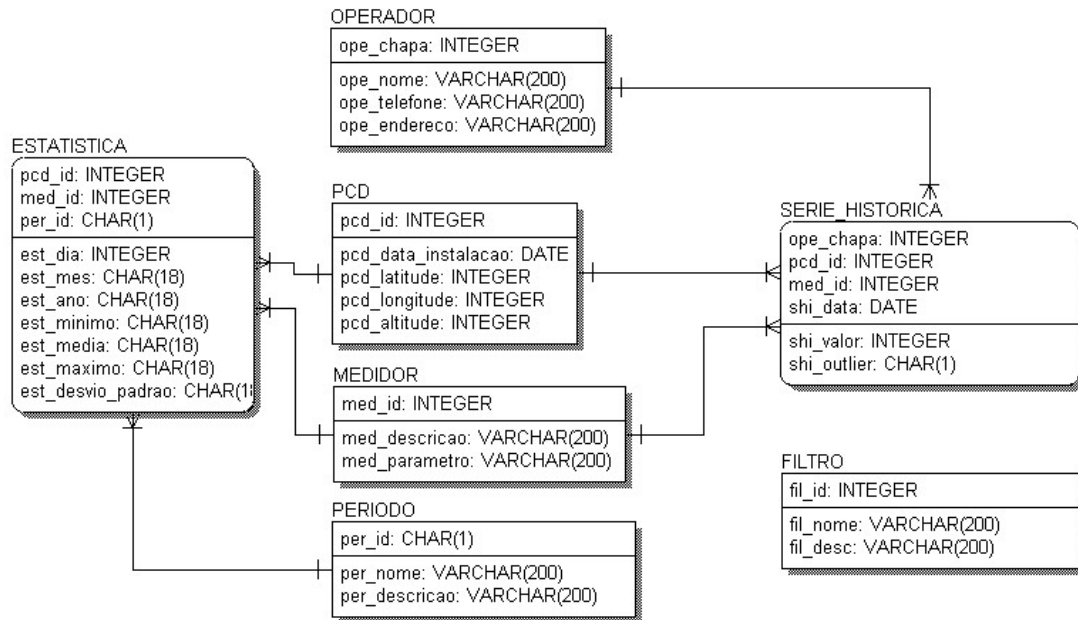 OPERADOR
ope_chapa: INTEGER
ope_nome: VARCHAR(200)
ope_telefone: VARCHAR(200)
ope_endereco: VARCHAR(200)
ESTATISTICA
pcd_id: INTEGER
med_id: INTEGER
per_id: CHAR(1)
est_dia: INTEGER
est_mes: CHAR(18)
est_ano: CHAR(18)
est_minimo: CHAR(18)
est_media: CHAR(18)
est_maximo: CHAR(18)
est_desvio_padrao: CHAR(1
PCD
pcd_id: INTEGER
pcd_data_instalacao: DATE
pcd_latitude: INTEGER
pcd_longitude: INTEGER
pcd_altitude: INTEGER
MEDIDOR
med_id: INTEGER
med_descricao: VARCHAR(200)
med_parametro: VARCHAR(200)
PERIODO
per_id: CHAR(1)
per_nome: VARCHAR(200)
per_descricao: VARCHAR(200)
SERIE_HISTORICA
ope_chapa: INTEGER
pcd_id: INTEGER
med_id: INTEGER
shi_data: DATE
shi_valor: INTEGER
shi_outlier: CHAR(1)
FILTRO
fil_id: INTEGER
fil_nome: VARCHAR(200)
fil_desc: VARCHAR(200)